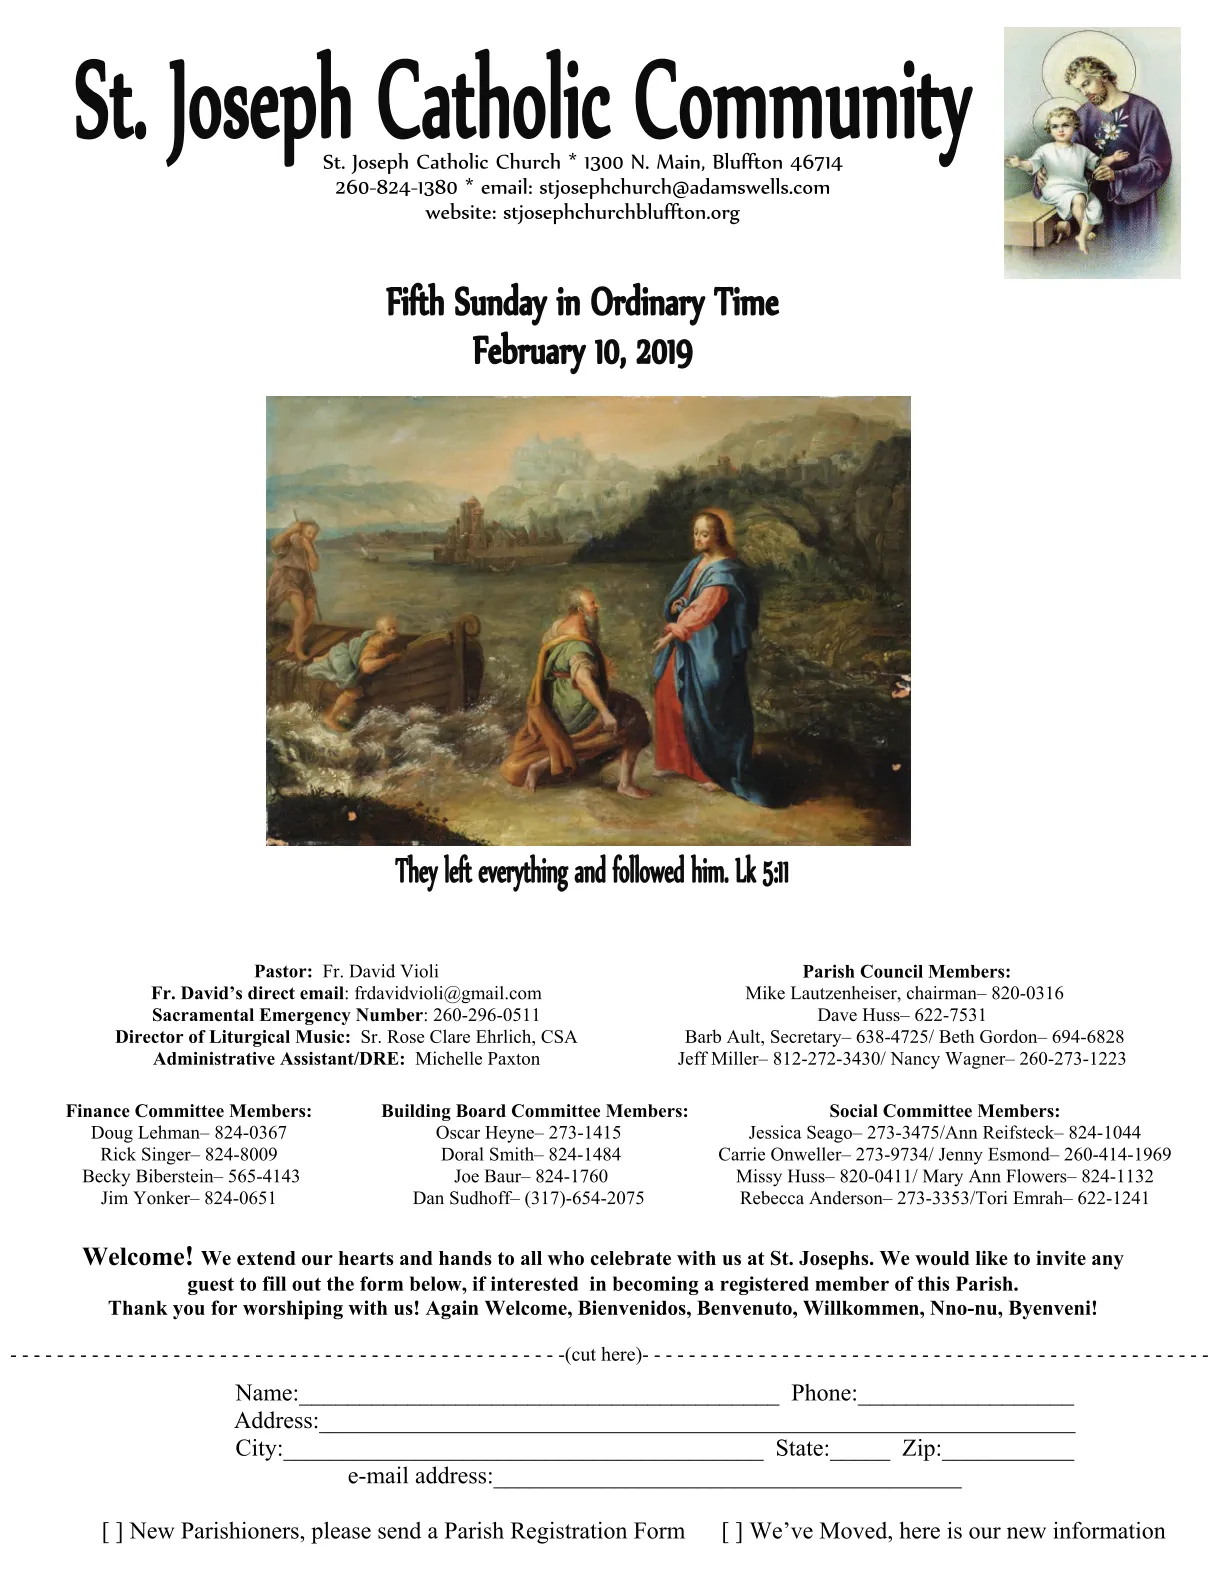 St. Joseph Catholic Community
St. Joseph Catholic Church * 1300 N. Main, Bluffton 46714
260-824-1380 * email: stjosephchurch@adamswells.com
website: stjosephchurchbluffton.org
Fifth Sunday in Ordinary Time
February 10, 2019
They left everything and followed him. Lk 5:11
Pastor: Fr. David Violi
Fr. David’s direct email: frdavidvioli@gmail.com
Sacramental Emergency Number: 260-296-0511
Director of Liturgical Music: Sr. Rose Clare Ehrlich, CSA
Administrative Assistant/DRE: Michelle Paxton
Parish Council Members:
Mike Lautzenheiser, chairman– 820-0316
Dave Huss– 622-7531
Barb Ault, Secretary– 638-4725/ Beth Gordon– 694-6828
Jeff Miller– 812-272-3430/ Nancy Wagner– 260-273-1223
Finance Committee Members:
Doug Lehman– 824-0367
Rick Singer– 824-8009
Becky Biberstein– 565-4143
Jim Yonker– 824-0651
Building Board Committee Members:
Oscar Heyne– 273-1415
Doral Smith– 824-1484
Joe Baur– 824-1760
Dan Sudhoff– (317)-654-2075
Social Committee Members:
Jessica Seago– 273-3475/Ann Reifsteck– 824-1044
Carrie Onweller– 273-9734/ Jenny Esmond– 260-414-1969
Missy Huss– 820-0411/ Mary Ann Flowers– 824-1132
Rebecca Anderson– 273-3353/Tori Emrah– 622-1241
Welcome! We extend our hearts and hands to all who celebrate with us at St. Josephs. We would like to invite any
guest to fill out the form below, if interested in becoming a registered member of this Parish.
Thank you for worshiping with us! Again Welcome, Bienvenidos, Benvenuto, Willkommen, Nno-nu, Byenveni!
- - - - - - - - - - - - - - - - - - - - - - - - - - - - - - - - - - - - - - - - - - - - - - - -(cut here)- - - - - - - - - - - - - - - - - - - - - - - - - - - - - - - - - - - - - - - - - - - - - - - -
Name:________________________________________ Phone:__________________
Address:_______________________________________________________________
City:________________________________________ State:_____ Zip:___________
e-mail address:_______________________________________
[ ] New Parishioners, please send a Parish Registration Form [ ] We’ve Moved, here is our new information